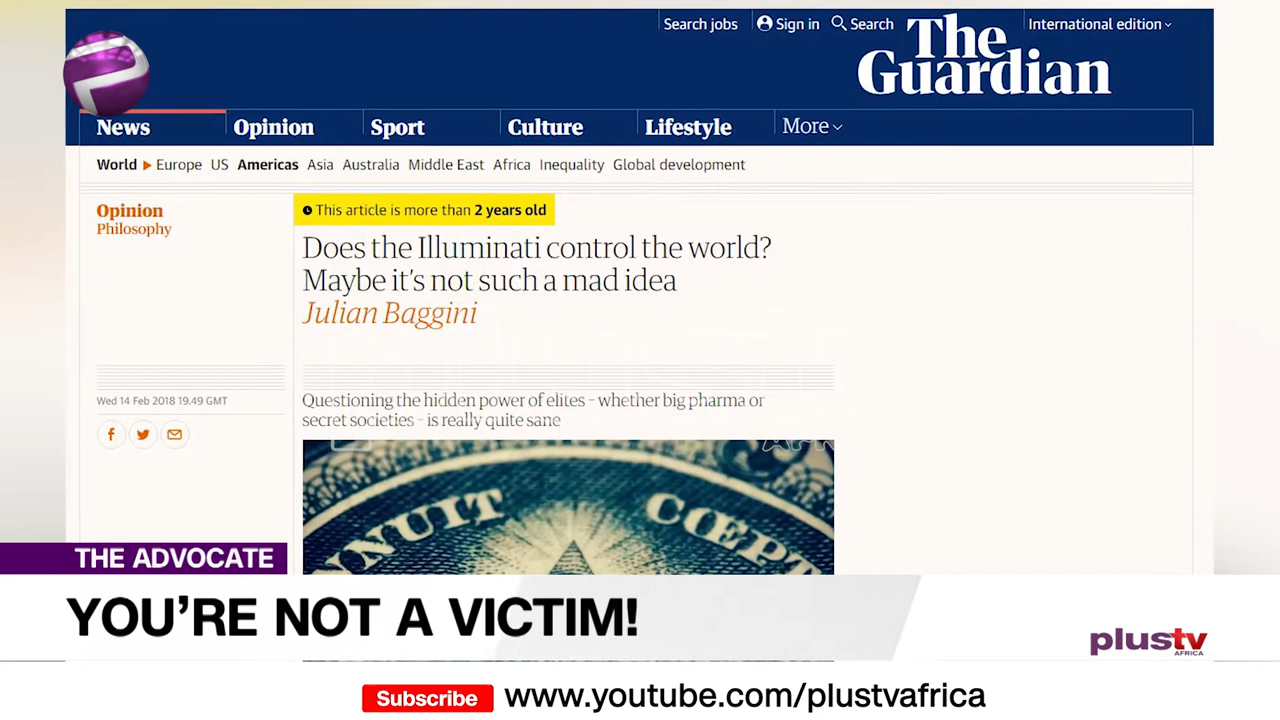 Search jobs Sign in Search International edition
The
Guardian
News Opinion Sport Culture Lifestyle More
World Europe US Americas Asia Australia Middle East Africa Inequality Global development
Opinion
Philosophy
This article is more than 2 years old
Does the Illuminati control the world?
Maybe it's not such a mad idea
Julian Baggini
Wed 14 Feb 2018 19.49 GMT
Questioning the hidden power of elites – whether big pharma or
secret societies – is really quite sane
NNUIT CŒPT
THE ADVOCATE
YOU'RE NOT A VICTIM!
plustv
AFRICA
Subscribe www.youtube.com/plustvafrica